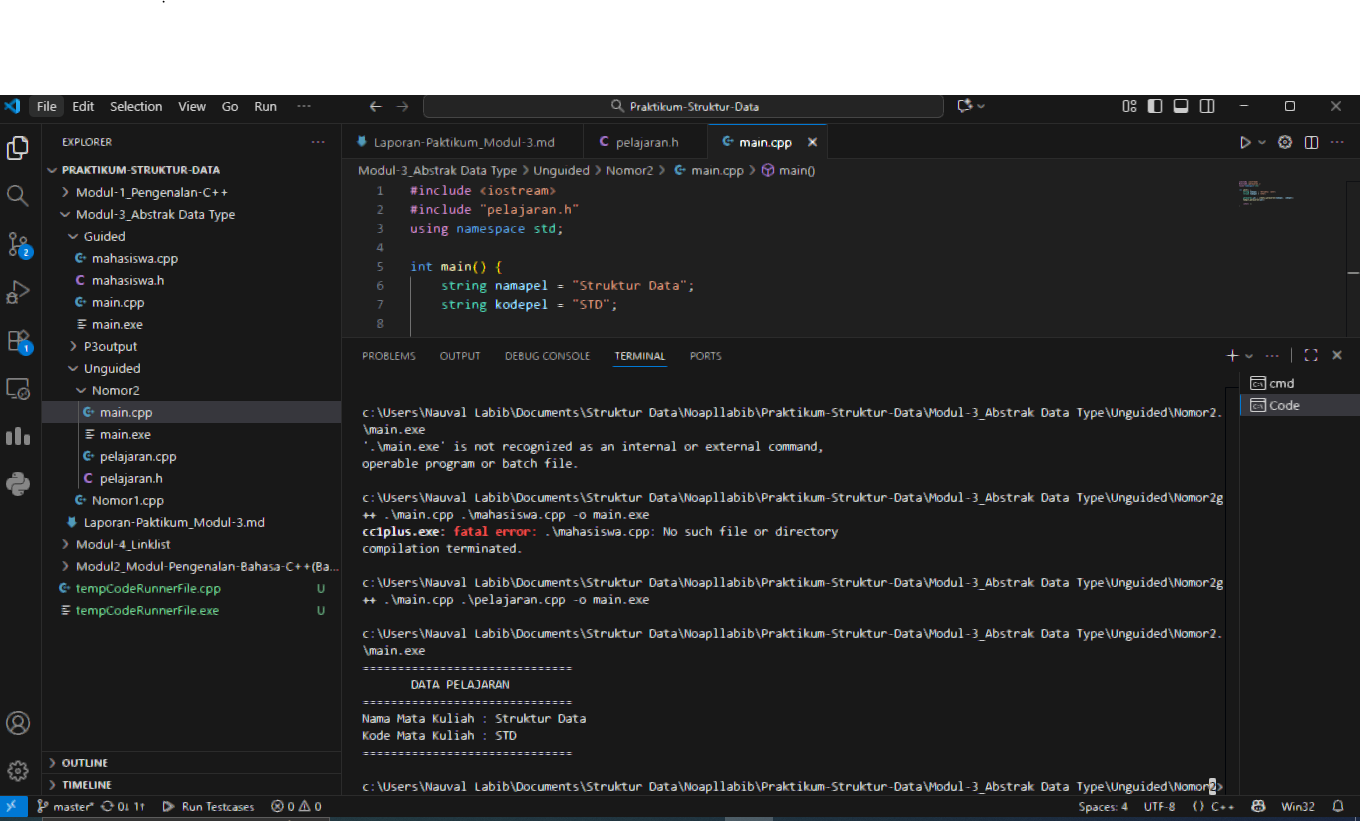 File Edit Selection View Go Run ···
Praktikum-Struktur-Data
EXPLORER ···
PRAKTIKUM-STRUKTUR-DATA
Modul-1_Pengenalan-C++
Modul-3_Abstrak Data Type
Guided
mahasiswa.cpp
mahasiswa.h
main.cpp
main.exe
P3output
Unguided
Nomor2
main.cpp
main.exe
pelajaran.cpp
pelajaran.h
Nomor1.cpp
Laporan-Paktikum_Modul-3.md
Modul-4_Linklist
Modul2_Modul-Pengenalan-Bahasa-C++(Ba...
tempCodeRunnerFile.cpp U
tempCodeRunnerFile.exe U
OUTLINE
TIMELINE
2
1
Laporan-Paktikum_Modul-3.md pelajaran.h main.cpp
Modul-3_Abstrak Data Type > Unguided > Nomor2 > main.cpp > main()
1 #include <iostream>
2 #include "pelajaran.h"
3 using namespace std;
4
5 int main() {
6 string namapel = "Struktur Data";
7 string kodepel = "STD";
8
PROBLEMS OUTPUT DEBUG CONSOLE TERMINAL PORTS
cmd
Code
c:\Users\Nauval Labib\Documents\Struktur Data\Noapllabib\Praktikum-Struktur-Data\Modul-3_Abstrak Data Type\Unguided\Nomor2.
\main.exe
'.\main.exe' is not recognized as an internal or external command,
operable program or batch file.
c:\Users\Nauval Labib\Documents\Struktur Data\Noapllabib\Praktikum-Struktur-Data\Modul-3_Abstrak Data Type\Unguided\Nomor2g
++ .\main.cpp .\mahasiswa.cpp -o main.exe
cc1plus.exe: fatal error: .\mahasiswa.cpp: No such file or directory
compilation terminated.
c:\Users\Nauval Labib\Documents\Struktur Data\Noapllabib\Praktikum-Struktur-Data\Modul-3_Abstrak Data Type\Unguided\Nomor2g
++ .\main.cpp .\pelajaran.cpp -o main.exe
c:\Users\Nauval Labib\Documents\Struktur Data\Noapllabib\Praktikum-Struktur-Data\Modul-3_Abstrak Data Type\Unguided\Nomor2.
\main.exe
==============================
DATA PELAJARAN
==============================
Nama Mata Kuliah : Struktur Data
Kode Mata Kuliah : STD
==============================
c:\Users\Nauval Labib\Documents\Struktur Data\Noapllabib\Praktikum-Struktur-Data\Modul-3_Abstrak Data Type\Unguided\Nomor2>
master* 0↓ 1↑ Run Testcases 0 0 Spaces: 4 UTF-8 C++ Win32